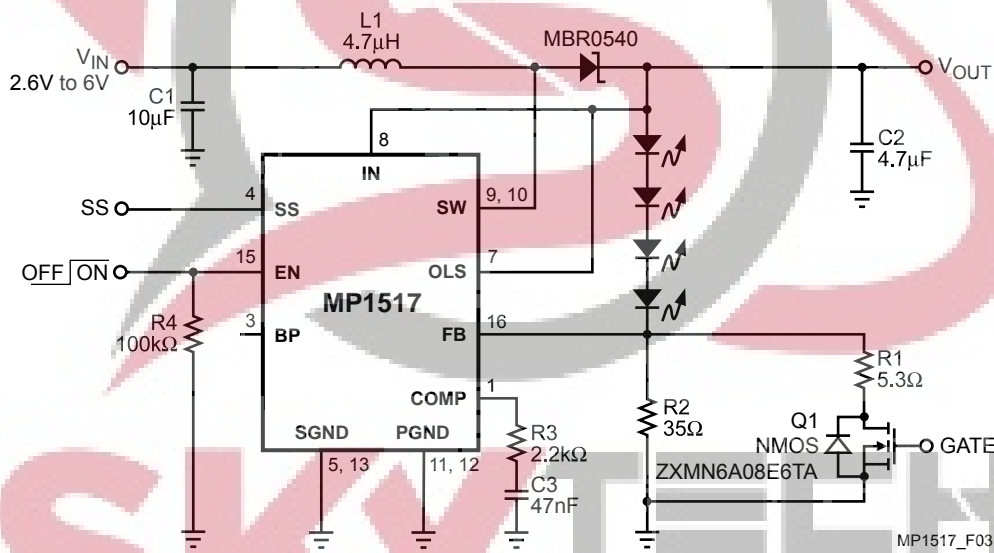 L1
4.7µH
MBR0540
VIN
2.6V to 6V
VOUT
C1
10µF
C2
4.7µF
8
IN
4
SS
SS
9, 10
SW
15
OFF ON
EN
7
OLS
MP1517
R4
100kΩ
3
BP
16
FB
R1
5.3Ω
1
COMP
R2
35Ω
Q1
NMOS
GATE
ZXMN6A08E6TA
SGND
PGND
R3
2.2kΩ
5, 13
11, 12
C3
47nF
SKYTECH
MP1517_F03